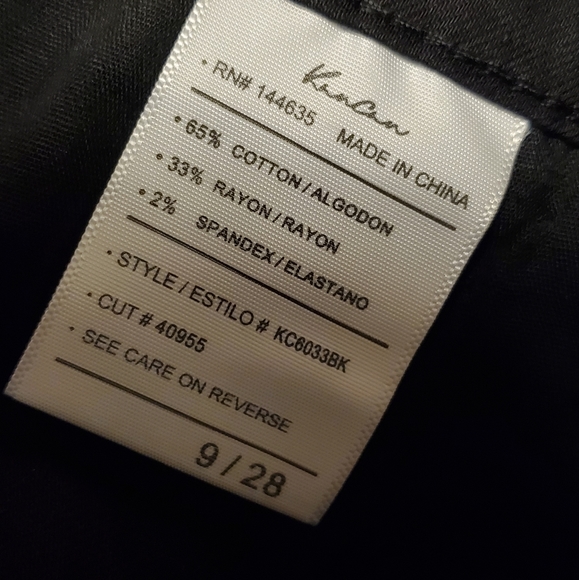 KanCan
• RN# 144635 MADE IN CHINA
• 65% COTTON/ALGODON
• 33% RAYON/RAYON
• 2% SPANDEX/ELASTANO
• STYLE/ESTILO # KC6033BK
• CUT # 40955
• SEE CARE ON REVERSE
9/28